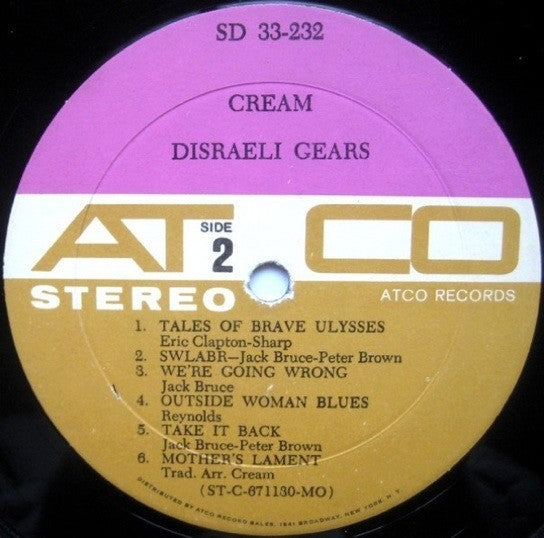 SD 33-232
CREAM
DISRAELI GEARS
ATCO
SIDE
2
STEREO
ATCO RECORDS
1. TALES OF BRAVE ULYSSES
Eric Clapton-Sharp
2. SWLABR—Jack Bruce-Peter Brown
3. WE'RE GOING WRONG
Jack Bruce
4. OUTSIDE WOMAN BLUES
Reynolds
5. TAKE IT BACK
Jack Bruce-Peter Brown
6. MOTHER'S LAMENT
Trad. Arr. Cream
(ST-C-671130-MO)
DISTRIBUTED BY ATCO RECORD SALES, 1841 BROADWAY, NEW YORK, N. Y.